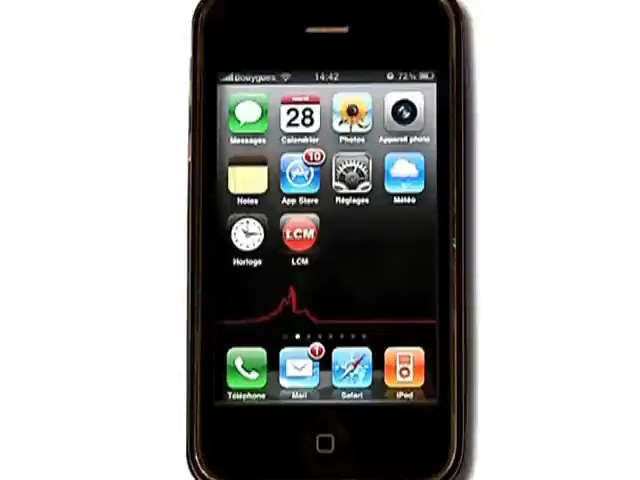 Bouygues 14:42 72%
Messages 28 Calendrier Photos Appareil photo
Notes 10 App Store Réglages Météo
LCM
Horloge LCM
1
Téléphone Mail Safari iPod